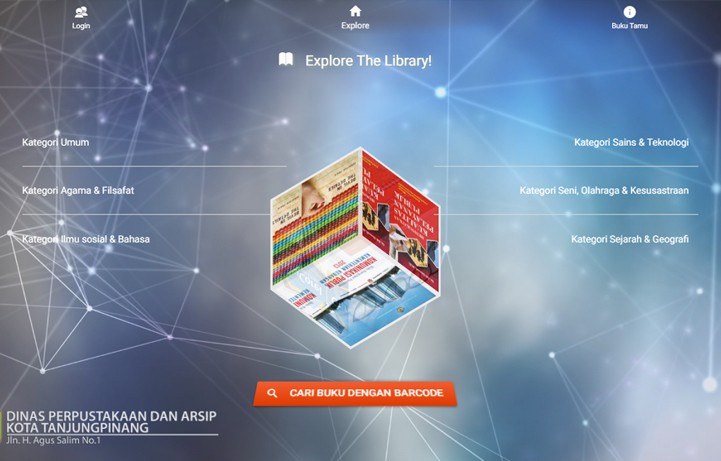 Login
Explore
Buku Tamu
Explore The Library!
Kategori Umum
Kategori Sains & Teknologi
Kategori Agama & Filsafat
Kategori Seni, Olahraga & Kesusastraan
Kategori Ilmu sosial & Bahasa
Kategori Sejarah & Geografi
CARI BUKU DENGAN BARCODE
DINAS PERPUSTAKAAN DAN ARSIP
KOTA TANJUNGPINANG
Jln. H. Agus Salim No.1